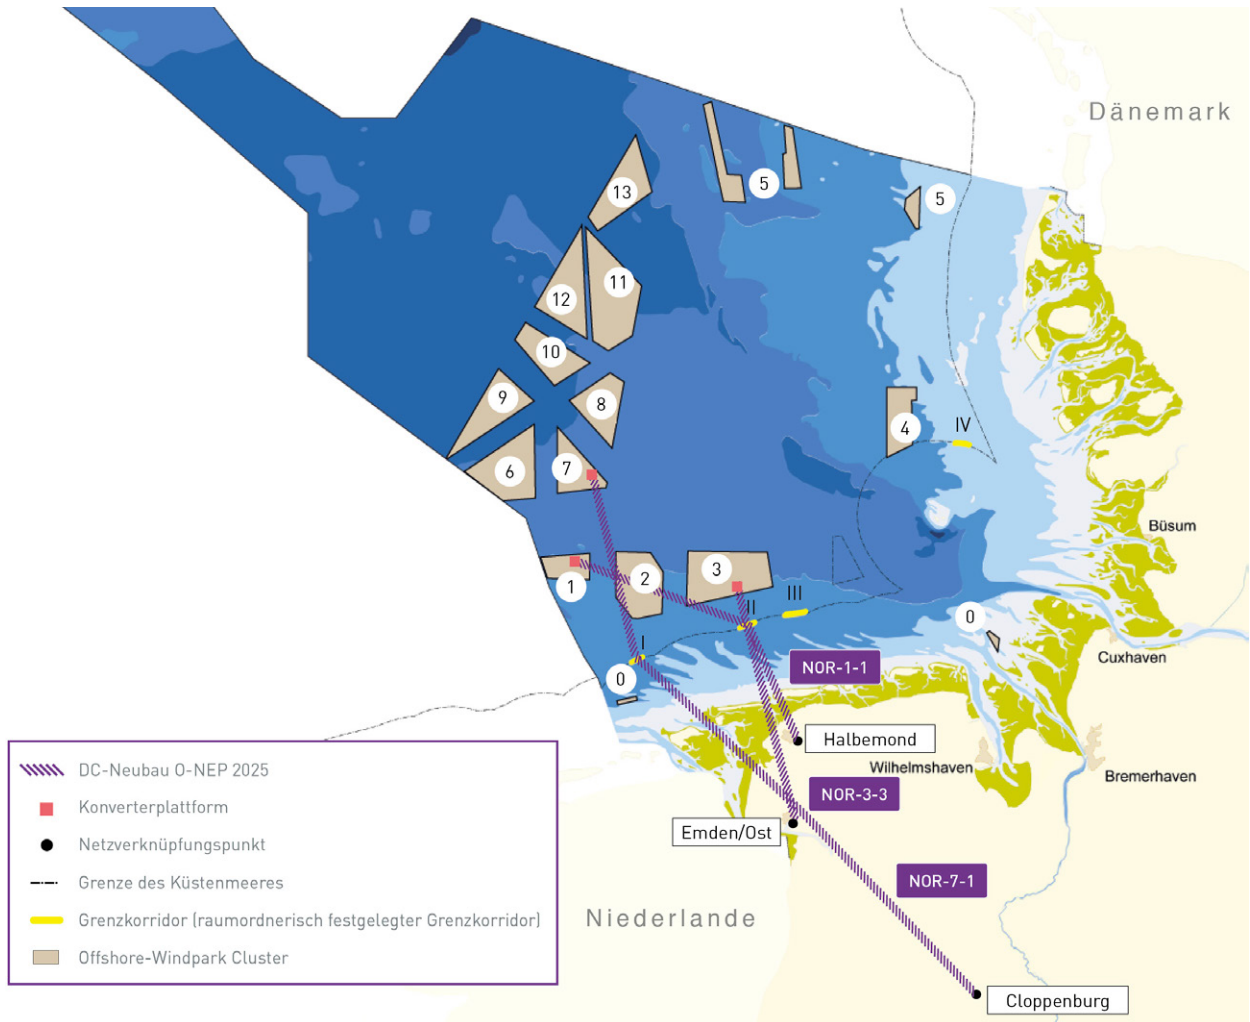 Dänemark
13
5
5
11
12
10
9
8
4
IV
7
6
Büsum
3
2
1
III
II
0
I
Cuxhaven
NOR-1-1
0
Halbemond
Wilhelmshaven
Bremerhaven
NOR-3-3
Emden/Ost
NOR-7-1
Niederlande
Cloppenburg
DC-Neubau O-NEP 2025
Konverterplattform
Netzverknüpfungspunkt
Grenze des Küstenmeeres
Grenzkorridor (raumordnerisch festgelegter Grenzkorridor)
Offshore-Windpark Cluster